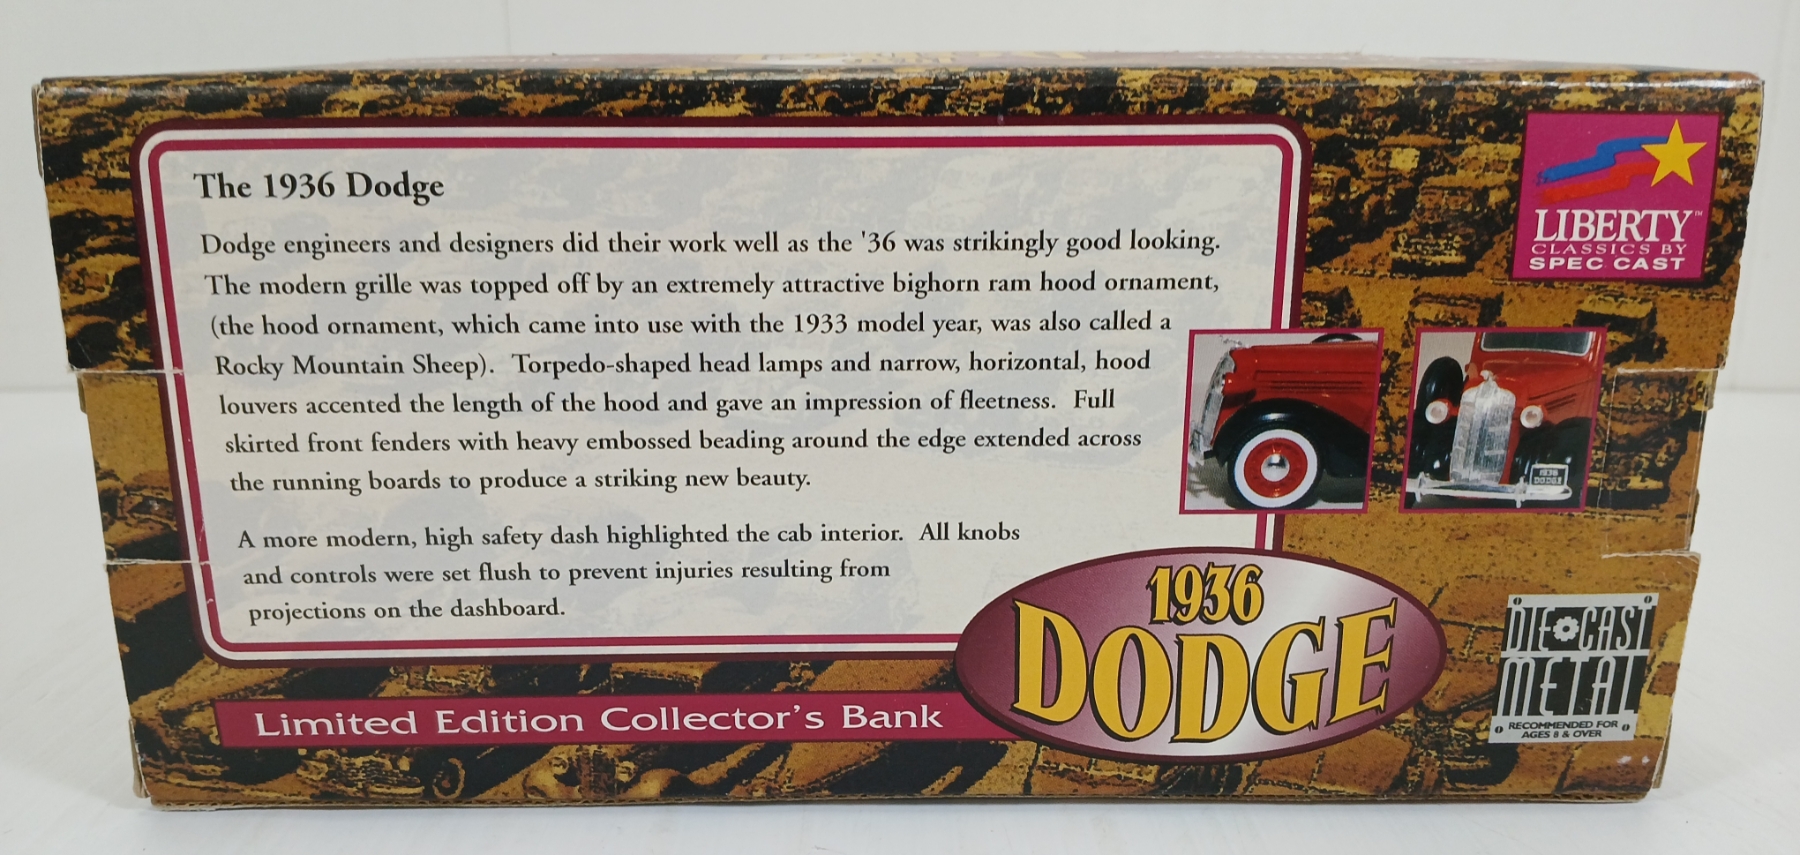 The 1936 Dodge
Dodge engineers and designers did their work well as the '36 was strikingly good looking.
The modern grille was topped off by an extremely attractive bighorn ram hood ornament,
(the hood ornament, which came into use with the 1933 model year, was also called a
Rocky Mountain Sheep). Torpedo-shaped head lamps and narrow, horizontal, hood
louvers accented the length of the hood and gave an impression of fleetness. Full
skirted front fenders with heavy embossed beading around the edge extended across
the running boards to produce a striking new beauty.
A more modern, high safety dash highlighted the cab interior. All knobs
and controls were set flush to prevent injuries resulting from
projections on the dashboard.
LIBERTY™
CLASSICS BY
SPEC CAST
1936
DODGE
1936
DODGE
Limited Edition Collector's Bank
DIE CAST
METAL
RECOMMENDED FOR
AGES 8 & OVER